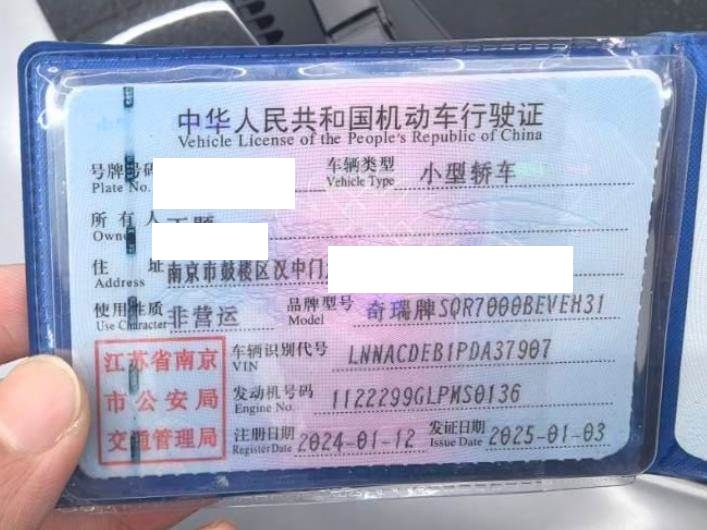 中华人民共和国机动车行驶证
Vehicle License of the People's Republic of China
号牌号码 车辆类型 小型轿车
Plate No. Vehicle Type
所有人
Owner
住址 南京市鼓楼区汉中门
Address
使用性质 非营运 品牌型号 奇瑞牌SQR7000BEVEH31
Use Character Model
江苏省南京 车辆识别代号 LNNACDEB1PDA37907
VIN
市公安局 发动机号码 1122299GLPMS0136
Engine No.
交通管理局 注册日期 2024-01-12 发证日期 2025-01-03
Register Date Issue Date